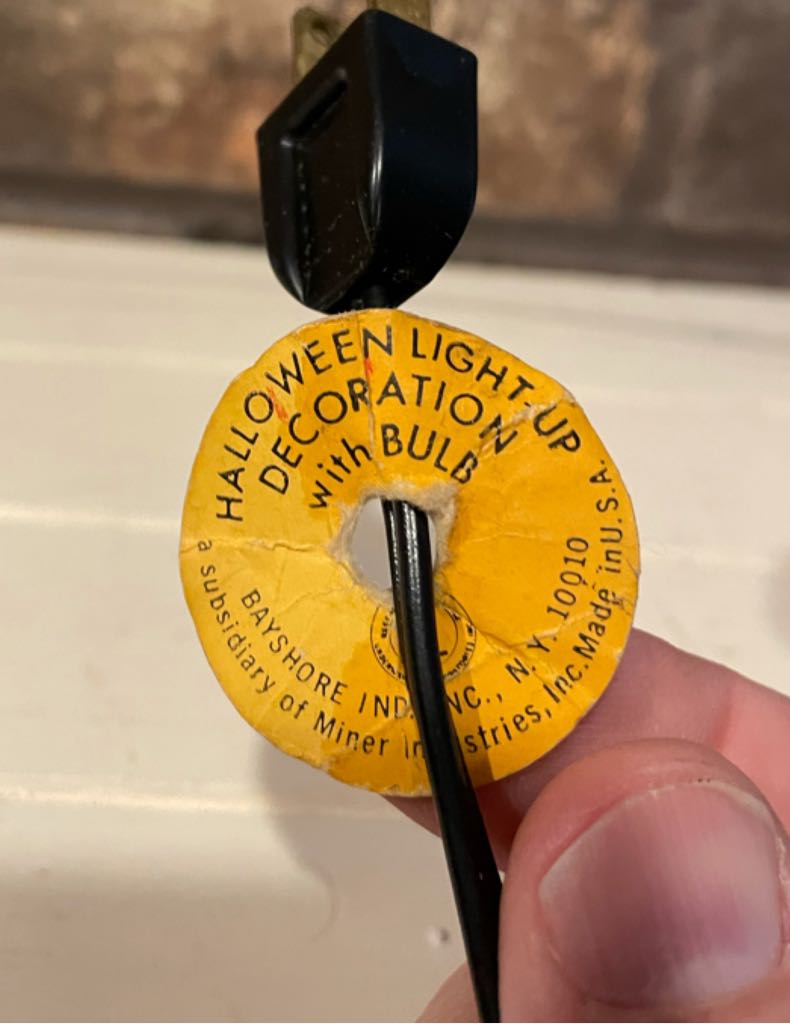 HALLOWEEN LIGHT-UP
DECORATION
with BULB
BAYSHORE IND. INC., N.Y. 10010
a subsidiary of Miner Industries, Inc. Made in U.S.A.